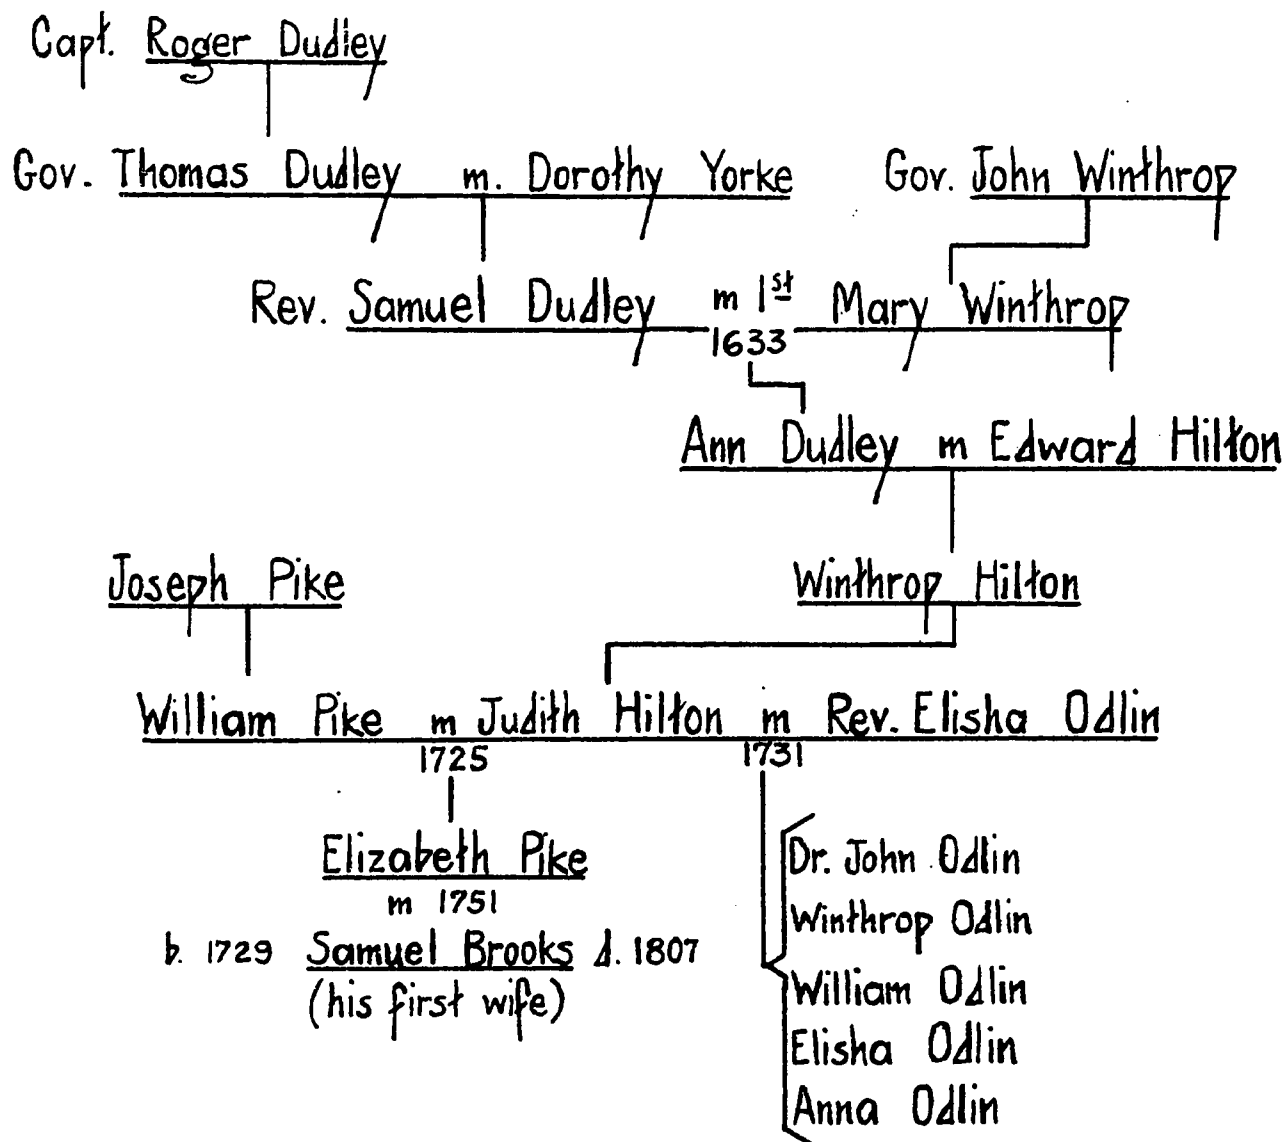 Capt. Roger Dudley
Gov. Thomas Dudley m. Dorothy Yorke Gov. John Winthrop
Rev. Samuel Dudley m 1st Mary Winthrop
1633
Ann Dudley m Edward Hilton
Joseph Pike Winthrop Hilton
William Pike m Judith Hilton m Rev. Elisha Odlin
1725 1731
Elizabeth Pike
m 1751
b. 1729 Samuel Brooks d. 1807
(his first wife)
Dr. John Odlin
Winthrop Odlin
William Odlin
Elisha Odlin
Anna Odlin